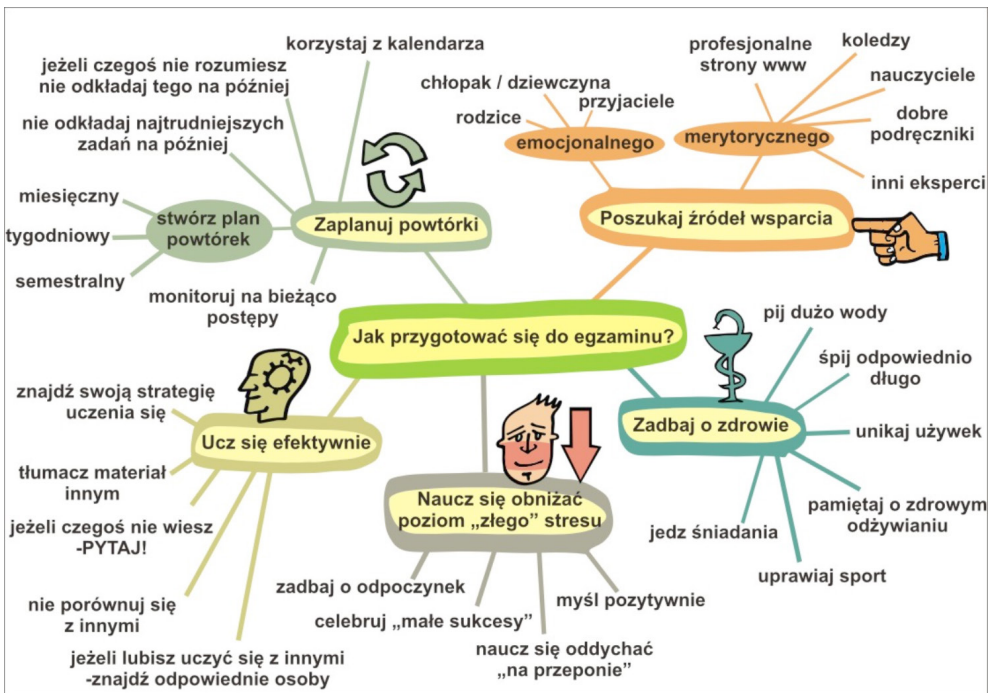 korzystaj z kalendarza
jeżeli czegoś nie rozumiesz
nie odkładaj tego na później
nie odkładaj najtrudniejszych
zadań na później
miesięczny
tygodniowy
semestralny
stwórz plan
powtórek
Zaplanuj powtórki
monitoruj na bieżąco
postępy
chłopak / dziewczyna
przyjaciele
rodzice
emocjonalnego
profesjonalne
strony www
koledzy
nauczyciele
dobre
podręczniki
inni eksperci
merytorycznego
Poszukaj źródeł wsparcia
Jak przygotować się do egzaminu?
znajdź swoją strategię
uczenia się
Ucz się efektywnie
tłumacz materiał
innym
jeżeli czegoś nie wiesz
-PYTAJ!
nie porównuj się
z innymi
jeżeli lubisz uczyć się z innymi
-znajdź odpowiednie osoby
Naucz się obniżać
poziom „złego” stresu
zadbaj o odpoczynek
celebruj „małe sukcesy”
naucz się oddychać
„na przeponie”
myśl pozytywnie
Zadbaj o zdrowie
pij dużo wody
śpij odpowiednio
długo
unikaj używek
pamiętaj o zdrowym
odżywianiu
uprawiaj sport
jedz śniadania